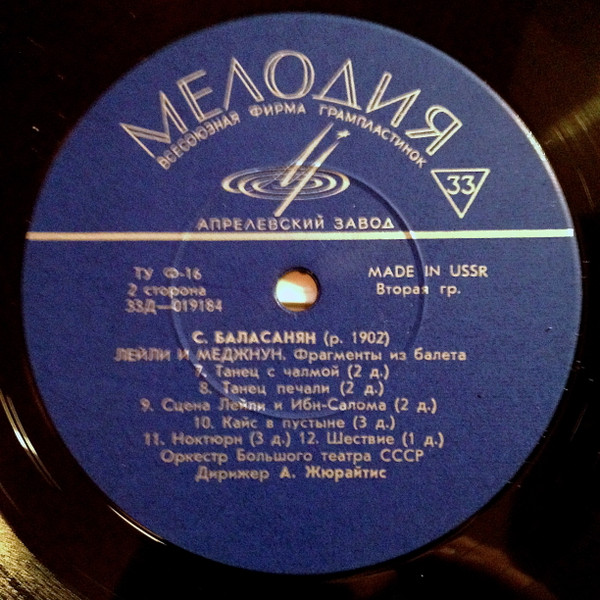 МЕЛОДИЯ
ВСЕСОЮЗНАЯ ФИРМА ГРАМПЛАСТИНОК
33
АПРЕЛЕВСКИЙ ЗАВОД
ТУ Ф-16
2 сторона
33Д—019184
MADE IN USSR
Вторая гр.
С. БАЛАСАНЯН (р. 1902)
ЛЕЙЛИ И МЕДЖНУН. Фрагменты из балета
7. Танец с чалмой (2 д.)
8. Танец печали (2 д.)
9. Сцена Лейли и Ибн-Салома (2 д.)
10. Кайс в пустыне (3 д.)
11. Ноктюрн (3 д.) 12. Шествие (1 д.)
Оркестр Большого театра СССР
Дирижер А. Жюрайтис